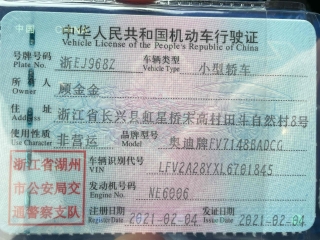 中华人民共和国机动车行驶证
Vehicle License of the People's Republic of China
号牌号码 浙EJ968Z 车辆类型 小型轿车
Plate No. Vehicle Type
所有人 顾金金
Owner
住址 浙江省长兴县虹星桥宋高村田斗自然村8号
Address
使用性质 非营运 品牌型号 奥迪牌FV7148BADCG
Use Character Model
浙江省湖州
市公安局交
通警察支队
车辆识别代号 LFV2A28YXL6701845
VIN
发动机号码 NE6006
Engine No.
注册日期 2021-02-04 发证日期 2021-02-04
Register Date Issue Date